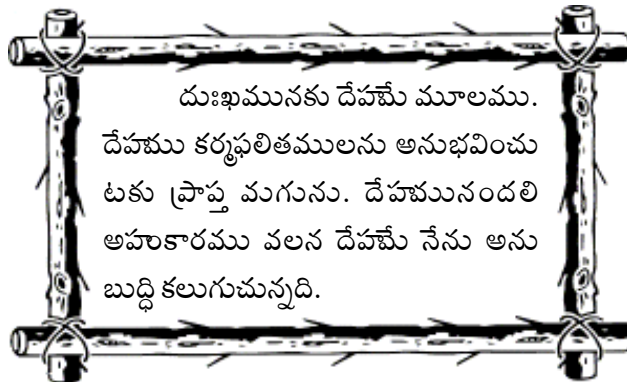 దుఃఖమునకు దేహమే మూలము.
దేహము కర్మఫలితములను అనుభవించు
టకు ప్రాప్త మగును. దేహమునందలి
అహంకారము వలన దేహమే నేను అను
బుద్ధి కలుగుచున్నది.